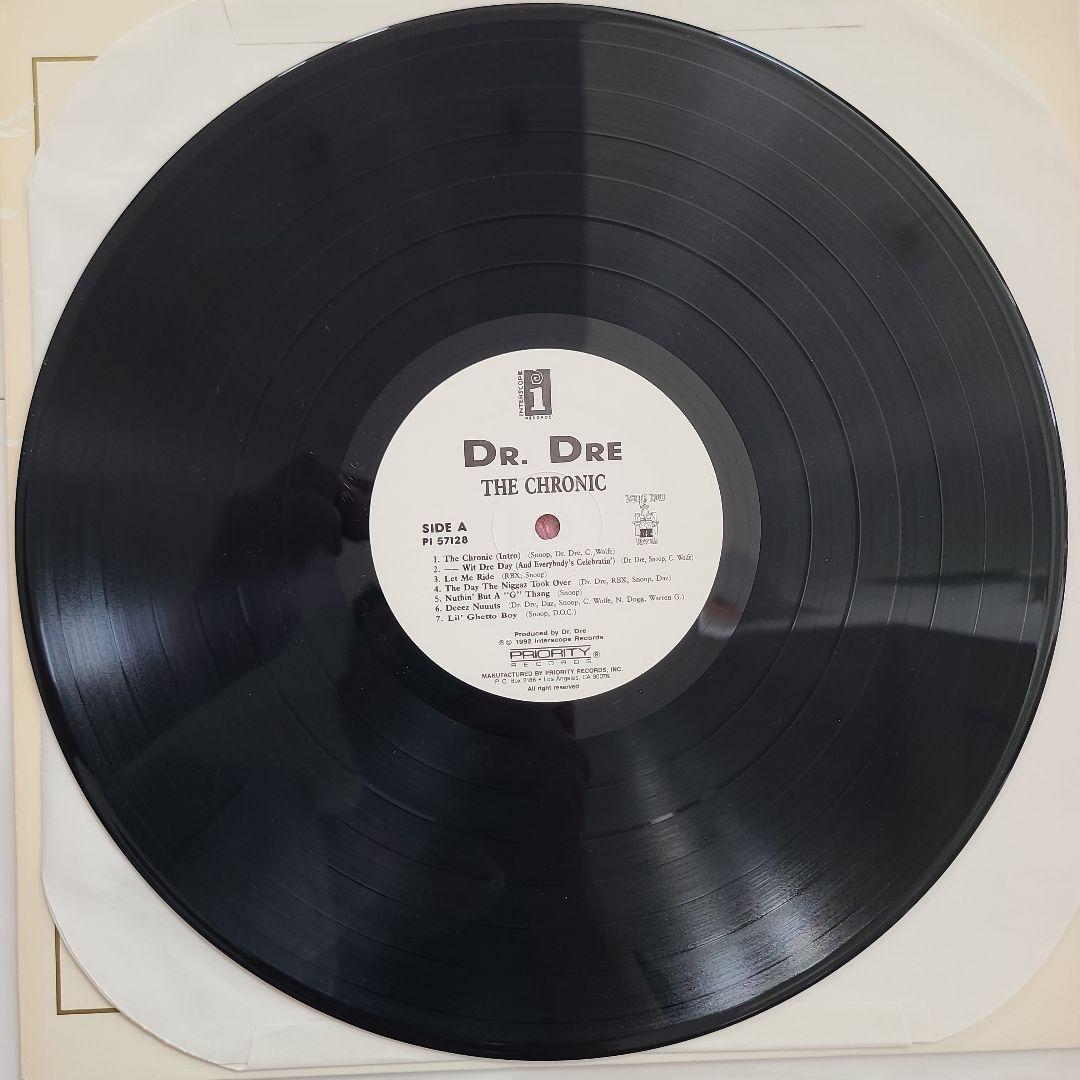 INTERSCOPE
i
RECORDS
DR. DRE
THE CHRONIC
SIDE A
PI 57128
1. The Chronic (Intro) (Snoop, Dr. Dre, C. Wolfe)
2. —— Wit Dre Day (And Everybody's Celebratin') (Dr. Dre, Snoop, C. Wolfe)
3. Let Me Ride (RBX, Snoop)
4. The Day The Niggaz Took Over (Dr. Dre, RBX, Snoop, Daz)
5. Nuthin' But A "G" Thang (Snoop)
6. Deeez Nuuuts (Dr. Dre, Daz, Snoop, C. Wolfe, N. Dogg, Warren G.)
7. Lil' Ghetto Boy (Snoop, D.O.C.)
Produced by Dr. Dre
℗ © 1992 Interscope Records
PRIORITY ®
RECORDS
MANUFACTURED BY PRIORITY RECORDS, INC.
P.O. Box 2186 • Los Angeles, CA 90078.
All right reserved